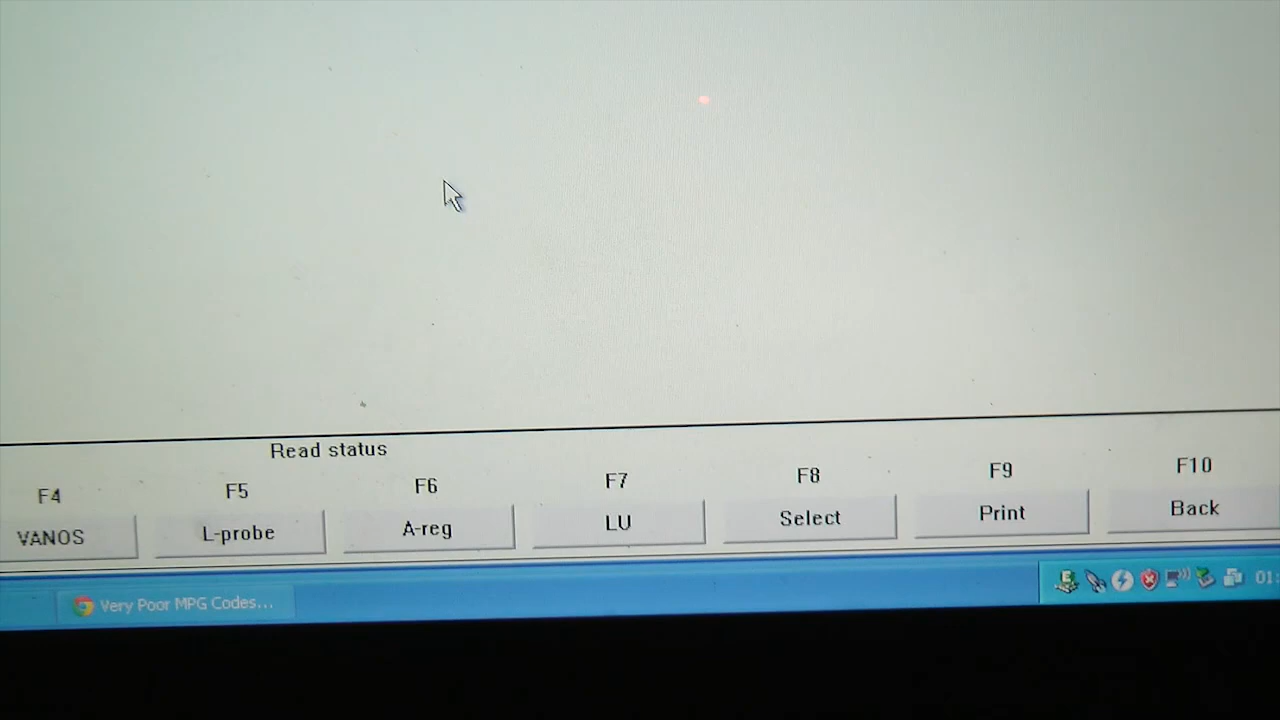 Read status
F4 F5 F6 F7 F8 F9 F10
VANOS L-probe A-reg LU Select Print Back
Very Poor MPG Codes...
01: